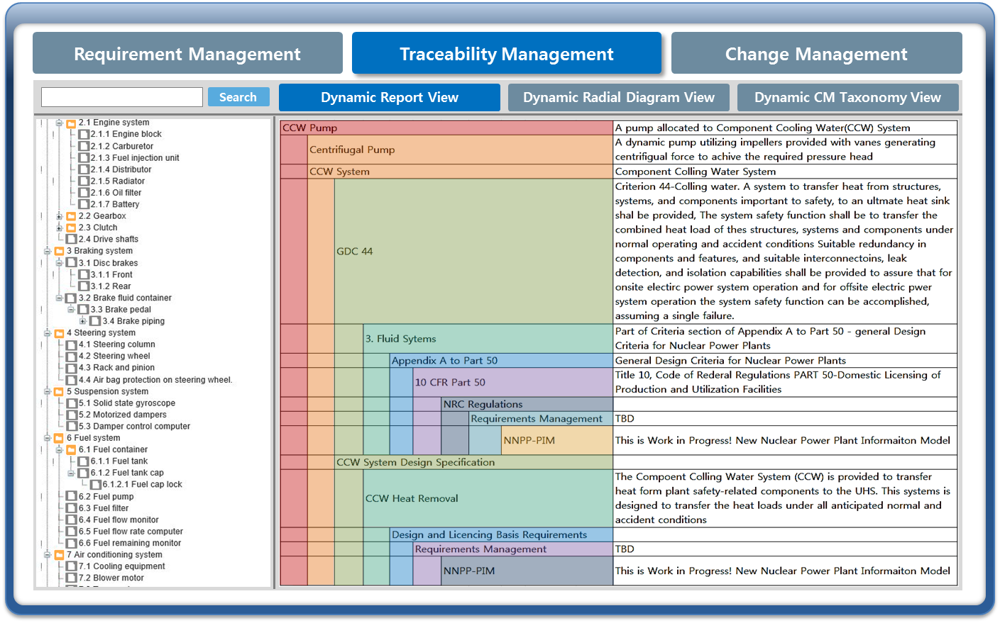 Requirement Management
Traceability Management
Change Management
Search
Dynamic Report View
Dynamic Radial Diagram View
Dynamic CM Taxonomy View
2.1 Engine system
2.1.1 Engine block
2.1.2 Carburetor
2.1.3 Fuel injection unit
2.1.4 Distributor
2.1.5 Radiator
2.1.6 Oil filter
2.1.7 Battery
2.2 Gearbox
2.3 Clutch
2.4 Drive shafts
3 Braking system
3.1 Disc brakes
3.1.1 Front
3.1.2 Rear
3.2 Brake fluid container
3.3 Brake pedal
3.4 Brake piping
4 Steering system
4.1 Steering column
4.2 Steering wheel
4.3 Rack and pinion
4.4 Air bag protection on steering wheel.
5 Suspension system
5.1 Solid state gyroscope
5.2 Motorized dampers
5.3 Damper control computer
6 Fuel system
6.1 Fuel container
6.1.1 Fuel tank
6.1.2 Fuel tank cap
6.1.2.1 Fuel cap lock
6.2 Fuel pump
6.3 Fuel filter
6.4 Fuel flow monitor
6.5 Fuel flow rate computer
6.6 Fuel remaining monitor
7 Air conditioning system
7.1 Cooling equipment
7.2 Blower motor
CCW Pump
A pump allocated to Component Cooling Water(CCW) System
Centrifiugal Pump
A dynamic pump utilizing impellers provided with vanes generating
centrifigual force to achive the required pressure head
CCW System
Component Colling Water System
GDC 44
Criterion 44-Colling water. A system to transfer heat from structures,
systems, and components important to safety, to an ultmate heat sink
shal be provided, The system safety function shall be to transfer the
combined heat load of thes structures, systems and components under
normal operating and accident conditions Suitable redundancy in
components and features, and suitable interconnectoins, leak
detection, and isolation capabilities shall be provided to assure that for
onsite electirc power system operation and for offsite electric pwer
system operation the system safety function can be accomplished,
assuming a single failure.
3. Fluid Sytems
Part of Criteria section of Appendix A to Part 50 - general Design
Criteria for Nuclear Power Plants
Appendix A to Part 50
General Design Criteria for Nuclear Power Plants
10 CFR Part 50
Title 10, Code of Rederal Regulations PART 50-Domestic Licensing of
Production and Utilization Facilities
NRC Regulations
Requirements Management
TBD
NNPP-PIM
This is Work in Progress! New Nuclear Power Plant Informaiton Model
CCW System Design Specification
CCW Heat Removal
The Compoent Colling Water System (CCW) is provided to transfer
heat form plant safety-related components to the UHS. This systems is
designed to transfer the heat loads under all anticipated normal and
accident conditions
Design and Licencing Basis Requirements
Requirements Management
TBD
NNPP-PIM
This is Work in Progress! New Nuclear Power Plant Informaiton Model